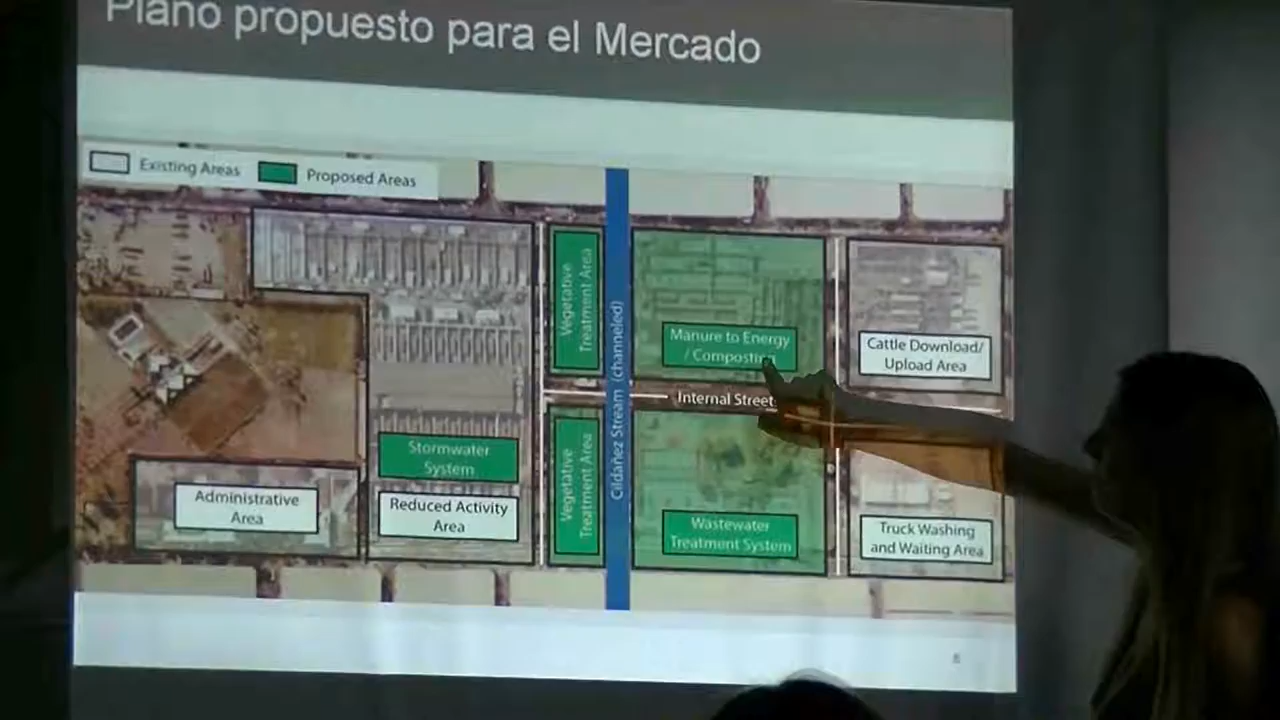 Plano propuesto para el Mercado
Existing Areas
Proposed Areas
Vegetative
Treatment Area
Cildañez Stream (channeled)
Manure to Energy
/ Composting
Cattle Download/
Upload Area
Internal Street
Stormwater
System
Administrative
Area
Reduced Activity
Area
Vegetative
Treatment Area
Wastewater
Treatment System
Truck Washing
and Waiting Area